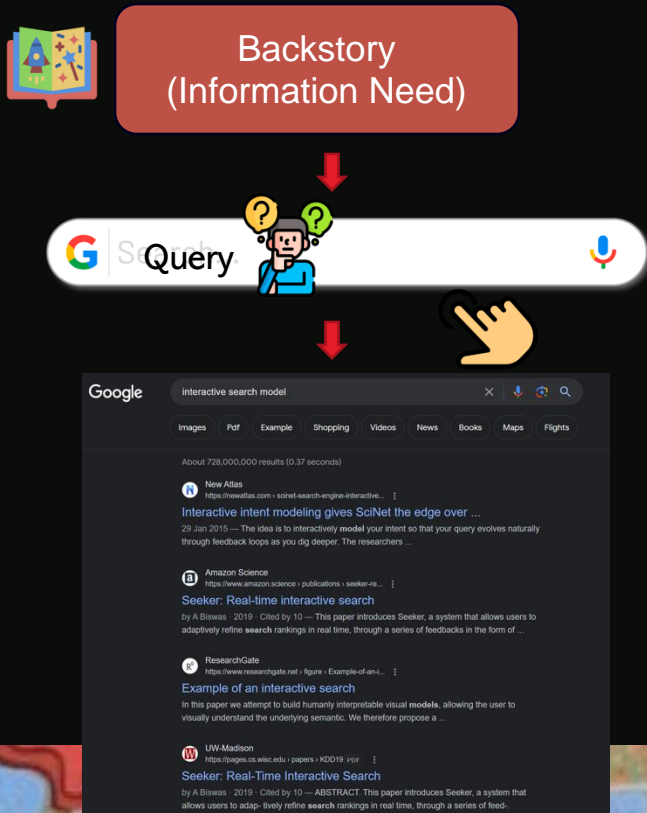 Backstory
(Information Need)
? ?
G Search... Query
Google interactive search model
Images Pdf Example Shopping Videos News Books Maps Flights
About 728,000,000 results (0.37 seconds)
New Atlas
https://newatlas.com › scinet-search-engine-interactive...
Interactive intent modeling gives SciNet the edge over ...
29 Jan 2015 — The idea is to interactively model your intent so that your query evolves naturally
through feedback loops as you dig deeper. The researchers ...
Amazon Science
https://www.amazon.science › publications › seeker-re...
Seeker: Real-time interactive search
by A Biswas · 2019 · Cited by 10 — This paper introduces Seeker, a system that allows users to
adaptively refine search rankings in real time, through a series of feedbacks in the form of ...
ResearchGate
https://www.researchgate.net › figure › Example-of-an-i...
Example of an interactive search
In this paper we attempt to build humanly interpretable visual models, allowing the user to
visually understand the underlying semantic. We therefore propose a ...
UW-Madison
https://pages.cs.wisc.edu › papers › KDD19 PDF
Seeker: Real-Time Interactive Search
by A Biswas · 2019 · Cited by 10 — ABSTRACT. This paper introduces Seeker, a system that
allows users to adap- tively refine search rankings in real time, through a series of feed-.